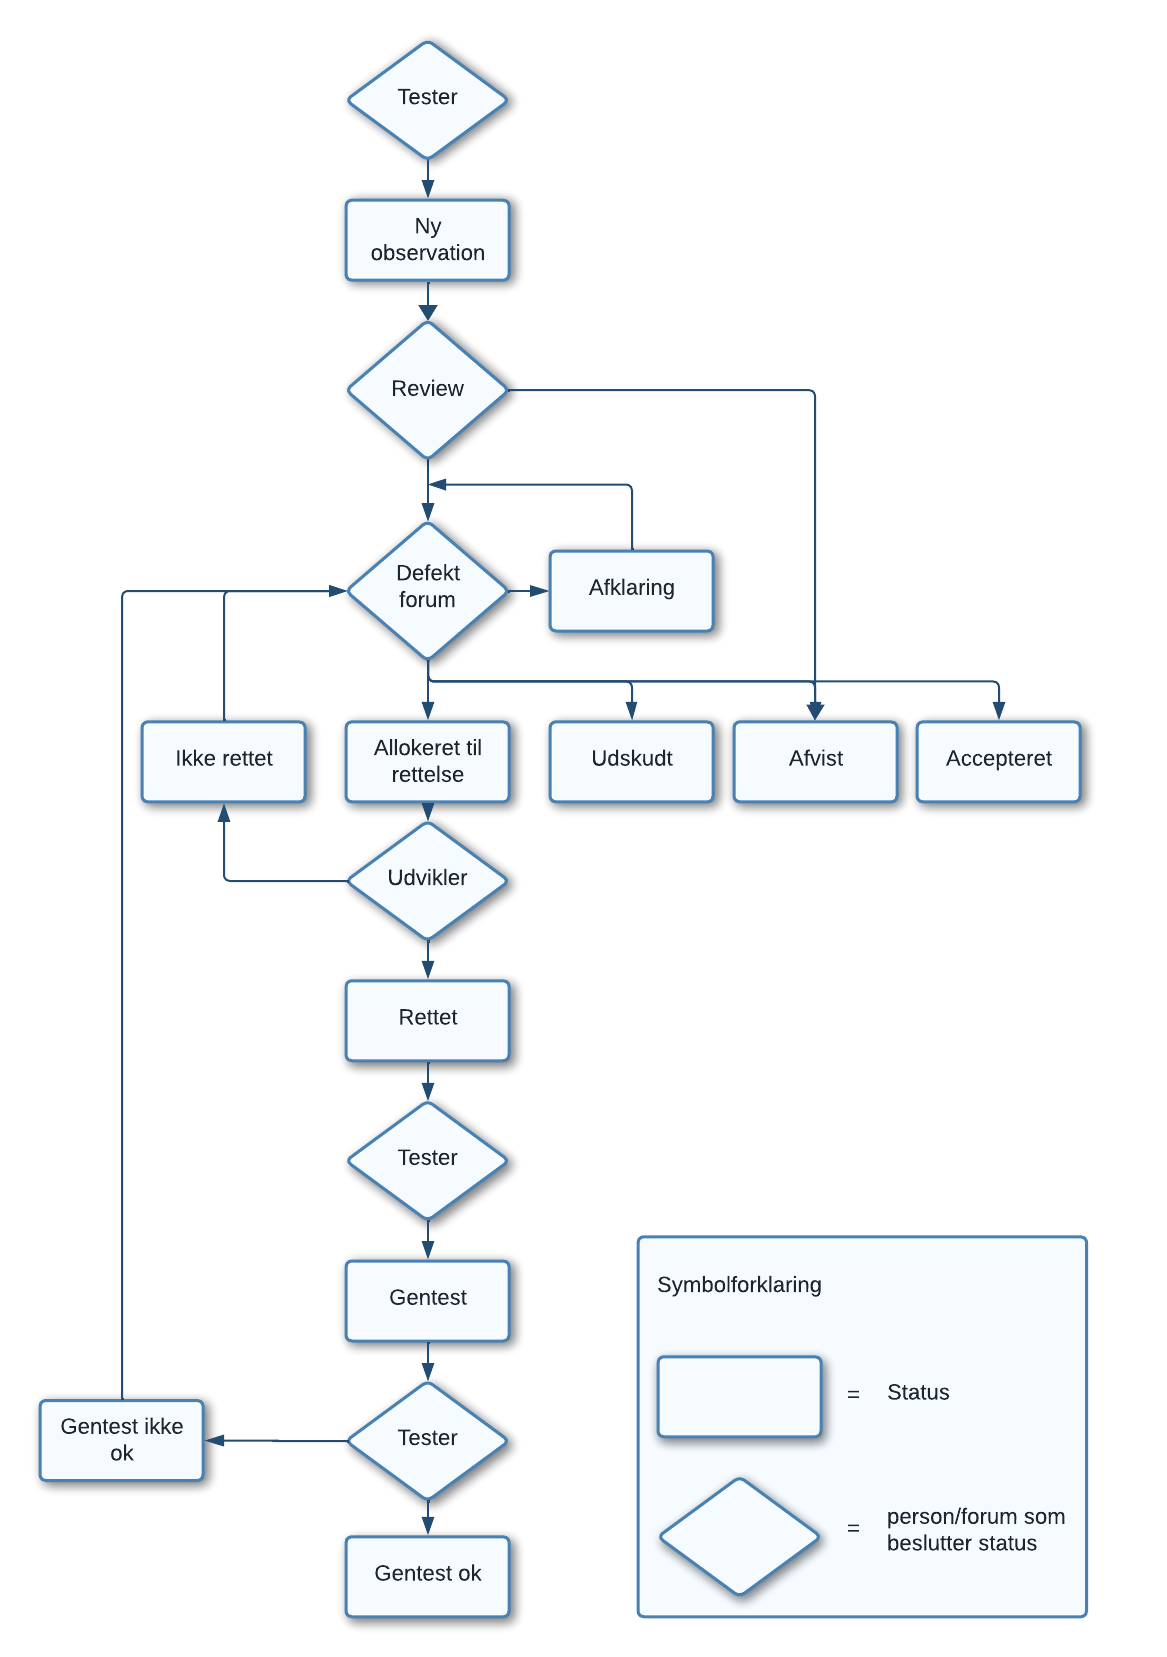 Tester
Ny
observation
Review
Defekt
forum
Afklaring
Ikke rettet
Allokeret til
rettelse
Udskudt
Afvist
Accepteret
Udvikler
Rettet
Tester
Gentest
Gentest ikke
ok
Tester
Gentest ok
Symbolforklaring
= Status
= person/forum som
beslutter status